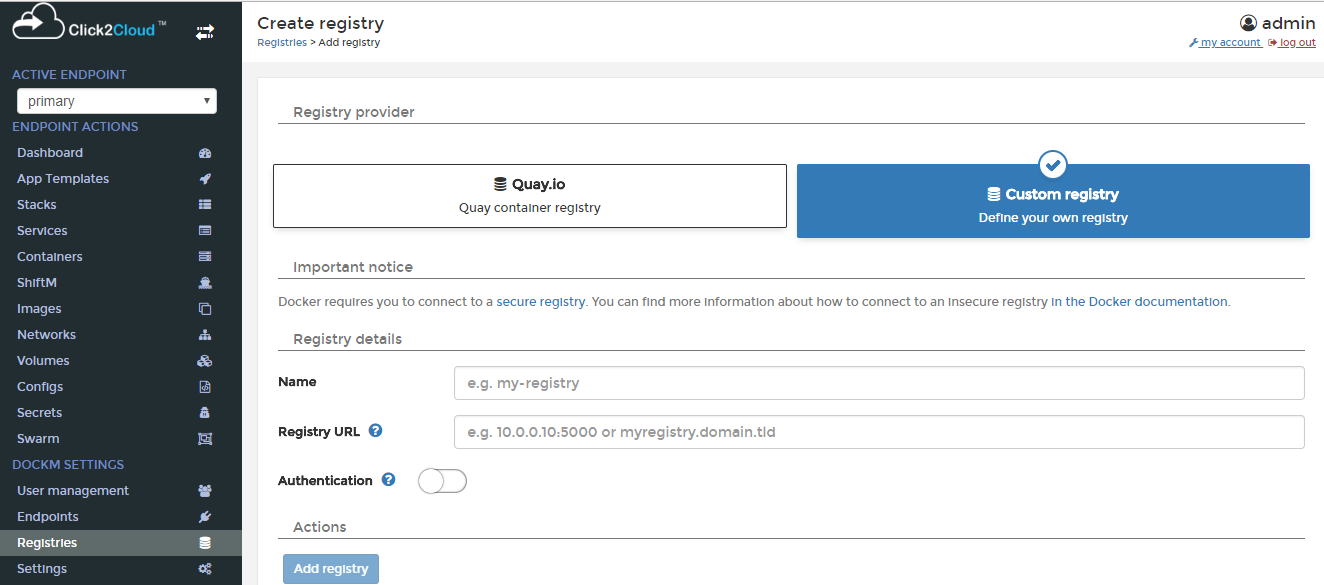 Click2Cloud™
ACTIVE ENDPOINT
primary
ENDPOINT ACTIONS
Dashboard
App Templates
Stacks
Services
Containers
ShiftM
Images
Networks
Volumes
Configs
Secrets
Swarm
DOCKM SETTINGS
User management
Endpoints
Registries
Settings
Create registry
Registries > Add registry
admin
my account log out
Registry provider
Quay.io
Quay container registry
Custom registry
Define your own registry
Important notice
Docker requires you to connect to a secure registry. You can find more information about how to connect to an insecure registry in the Docker documentation.
Registry details
Name
e.g. my-registry
Registry URL ?
e.g. 10.0.0.10:5000 or myregistry.domain.tld
Authentication ?
Actions
Add registry